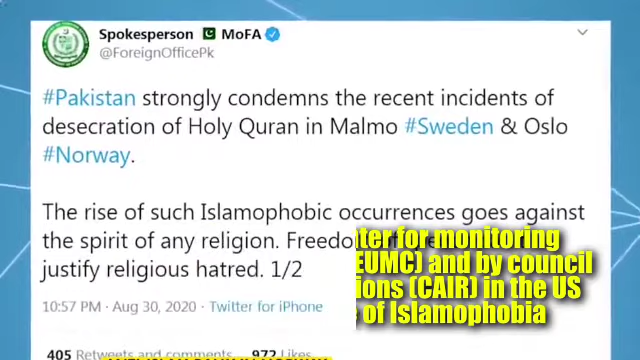 Spokesperson MoFA
@ForeignOfficePk
#Pakistan strongly condemns the recent incidents of
desecration of Holy Quran in Malmo #Sweden & Oslo
#Norway.
The rise of such Islamophobic occurrences goes against
the spirit of any religion.
justify religious hatred. 1/2
for monitoring
(EUMC) and by council
(CAIR) in the US
of Islamophobia
10:57 PM · Aug 30, 2020 · Twitter for iPhone
405 Retweets and comments 972 Likes